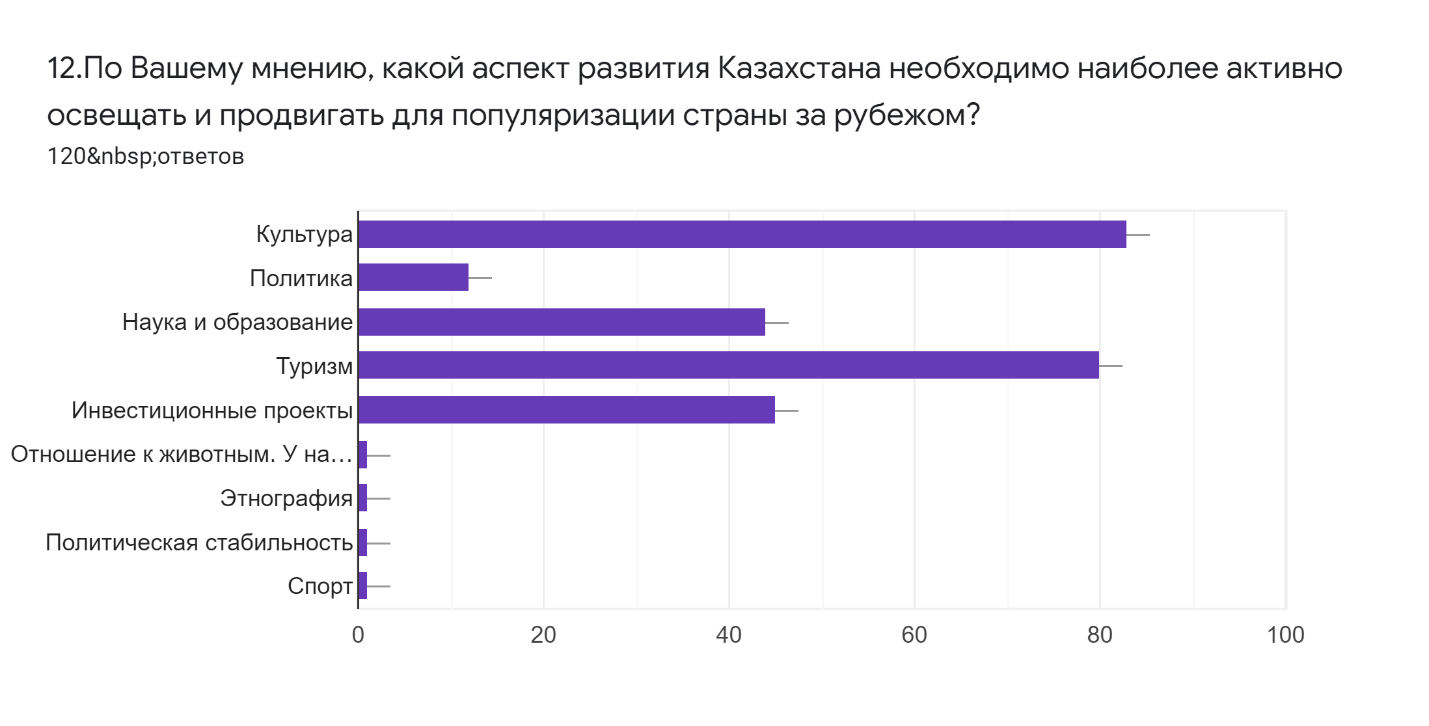 12.По Вашему мнению, какой аспект развития Казахстана необходимо наиболее активно
освещать и продвигать для популяризации страны за рубежом?
120&nbsp;ответов
Культура
Политика
Наука и образование
Туризм
Инвестиционные проекты
Отношение к животным. У на…
Этнография
Политическая стабильность
Спорт
0 20 40 60 80 100